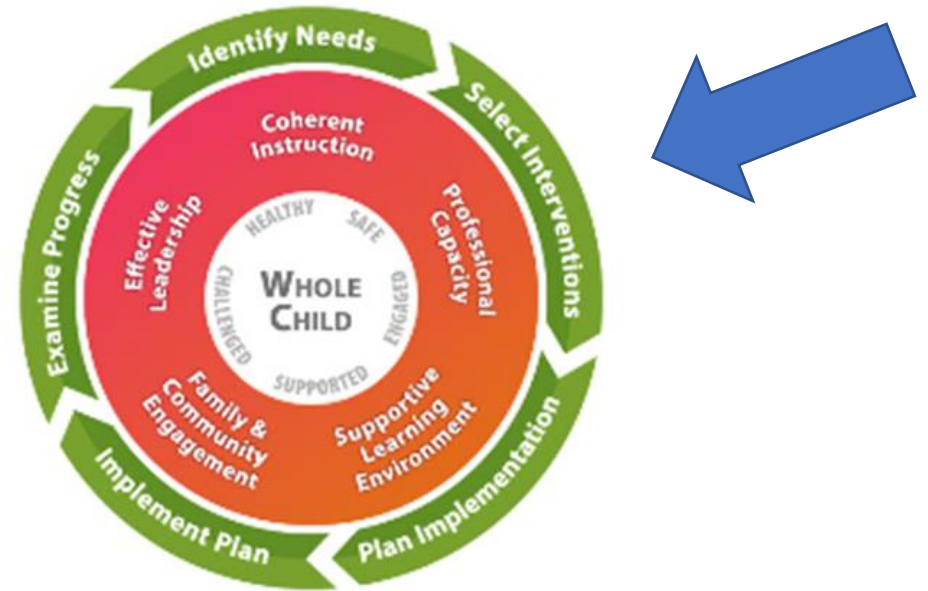 Identify Needs
Select Interventions
Plan Implementation
Implement Plan
Examine Progress
Coherent
Instruction
Professional
Capacity
Supportive
Learning
Environment
Family &
Community
Engagement
Effective
Leadership
HEALTHY
SAFE
ENGAGED
SUPPORTED
CHALLENGED
WHOLE
CHILD